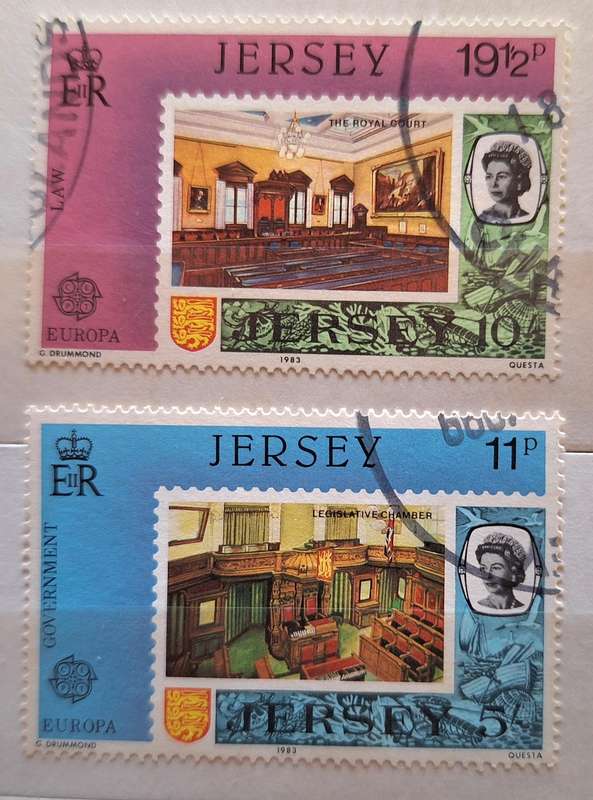 JERSEY 19½P
EIIR
THE ROYAL COURT
LAW
EUROPA
JERSEY 10/-
G. DRUMMOND 1983 QUESTA
JERSEY 11P
EIIR
LEGISLATIVE CHAMBER
GOVERNMENT
EUROPA
JERSEY 5/-
G. DRUMMOND 1983 QUESTA